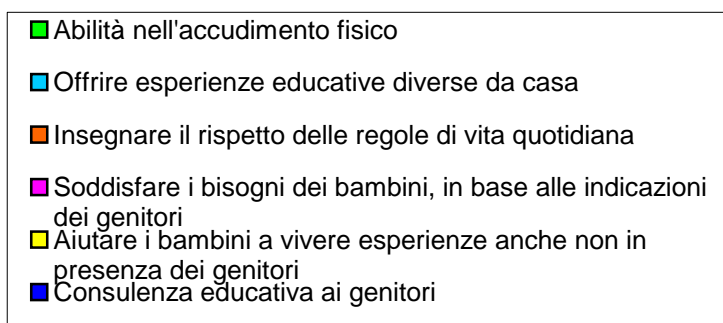 Abilità nell'accudimento fisico
Offrire esperienze educative diverse da casa
Insegnare il rispetto delle regole di vita quotidiana
Soddisfare i bisogni dei bambini, in base alle indicazioni
dei genitori
Aiutare i bambini a vivere esperienze anche non in
presenza dei genitori
Consulenza educativa ai genitori